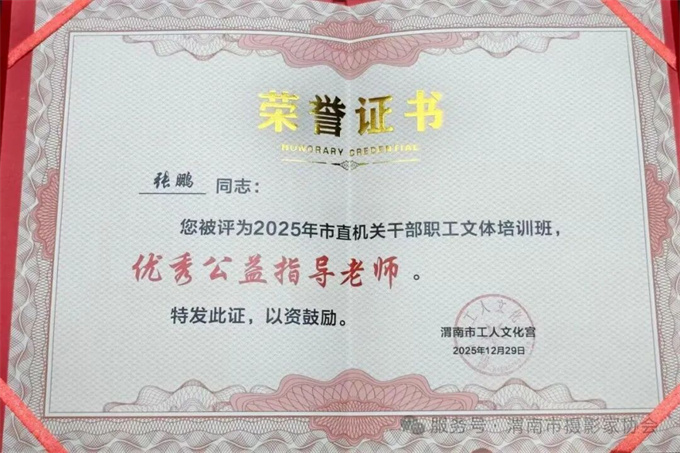 荣誉证书
HONORARY CREDENTIAL
张鹏 同志：
您被评为2025年市直机关干部职工文体培训班，
优秀公益指导老师。
特发此证，以资鼓励。
渭南市工人文化宫
2025年12月29日
服务号·渭南市摄影家协会